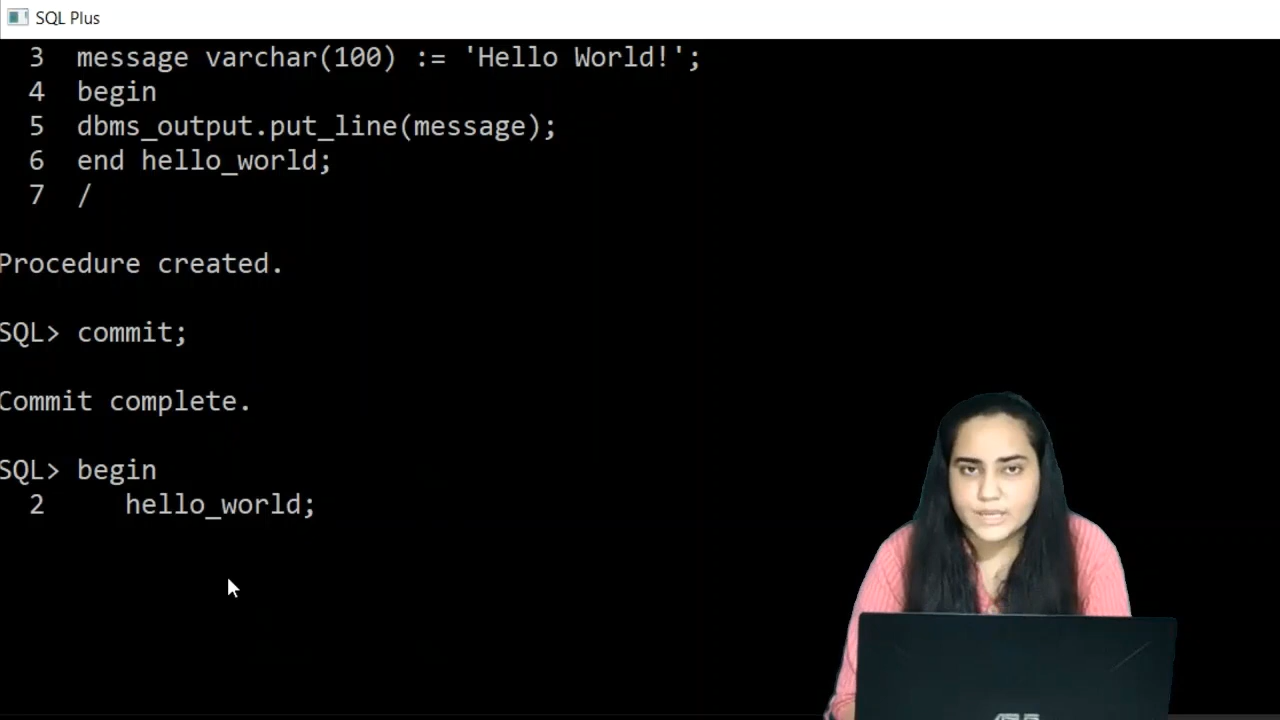 SQL Plus
3 message varchar(100) := 'Hello World!';
4 begin
5 dbms_output.put_line(message);
6 end hello_world;
7 /
Procedure created.
SQL> commit;
Commit complete.
SQL> begin
2 hello_world;